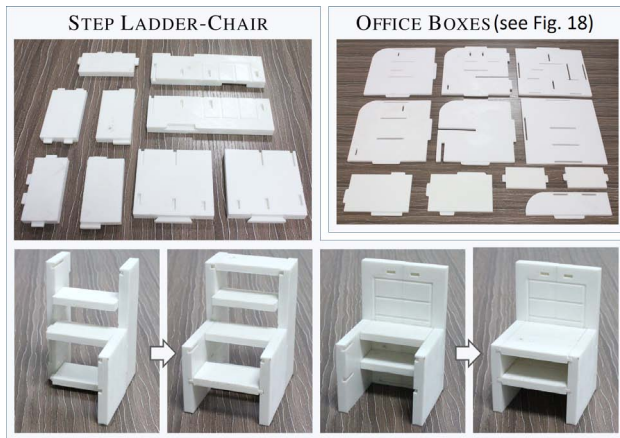 STEP LADDER-CHAIR
OFFICE BOXES (see Fig. 18)